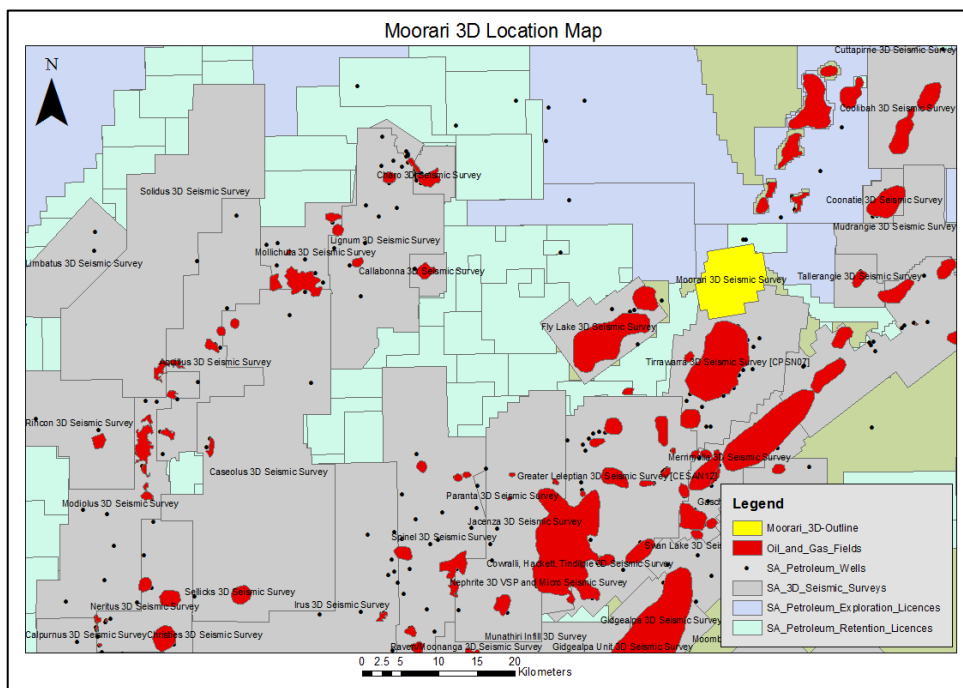 Moorari 3D Location Map
N
Cuttapirrie 3D Seismic Survey
Coolibah 3D Seismic Survey
Charo 3D Seismic Survey
Solidus 3D Seismic Survey
Coonatie 3D Seismic Survey
Mudrangie 3D Seismic Survey
Lignum 3D Seismic Survey
Mollichuta 3D Seismic Survey
Limbatus 3D Seismic Survey
Callabonna 3D Seismic Survey
Moorari 3D Seismic Survey
Tallerangie 3D Seismic Survey
Fly Lake 3D Seismic Survey
Tirrawarra 3D Seismic Survey [CPSN07]
3D Seismic Survey
Rincon 3D Seismic Survey
Merrimelia 3D Seismic Survey
Caseolus 3D Seismic Survey
Greater Leleptian 3D Seismic Survey [CESAN12]
Paranta 3D Seismic Survey
Modiolus 3D Seismic Survey
Gasch
Jacenza 3D Seismic Survey
Spinel 3D Seismic Survey
Swan Lake 3D Sei
Cowralli, Hackett, Tindilpie 3D Seismic Survey
Nephrite 3D VSP and Micro Seismic Survey
Sellicks 3D Seismic Survey
Neritus 3D Seismic Survey
Irus 3D Seismic Survey
Gidgealpa 3D Seismic Survey
Calpurnus 3D Seismic Survey
Christies 3D Seismic Survey
Munathiri Infill 3D Survey
Moomb
Raven/Moonanga 3D Seismic Survey
Gidgealpa Unit 3D Seismic Survey
Legend
Moorari_3D-Outline
Oil_and_Gas_Fields
SA_Petroleum_Wells
SA_3D_Seismic_Surveys
SA_Petroleum_Exploration_Licences
SA_Petroleum_Retention_Licences
0 2.5 5 10 15 20
Kilometers